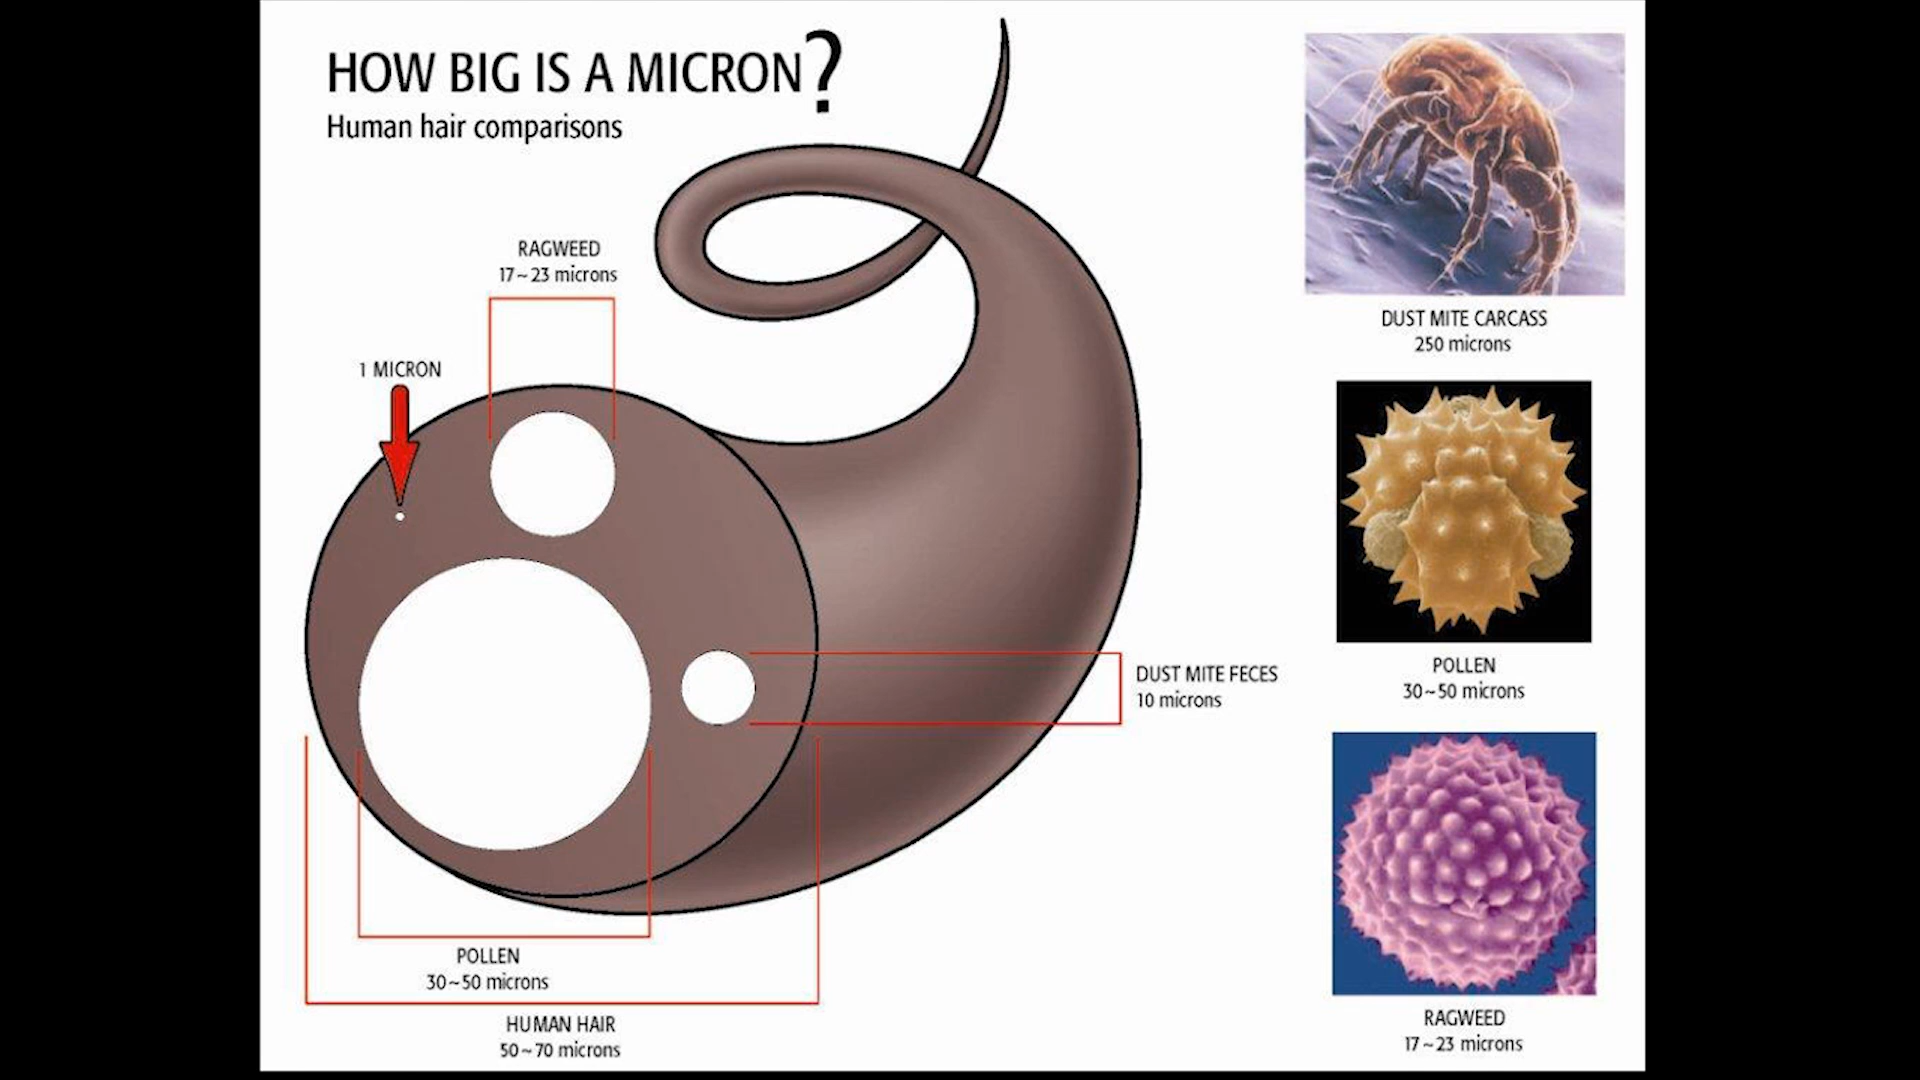 HOW BIG IS A MICRON?
Human hair comparisons
RAGWEED
17~23 microns
1 MICRON
DUST MITE FECES
10 microns
POLLEN
30~50 microns
HUMAN HAIR
50~70 microns
DUST MITE CARCASS
250 microns
POLLEN
30~50 microns
RAGWEED
17~23 microns